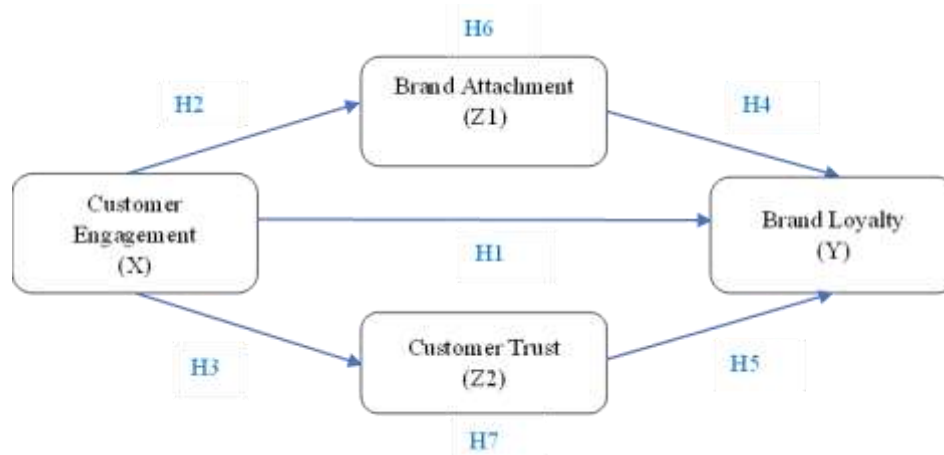 H6
Brand Attachment
(Z1)
H2
H4
Customer
Engagement
(X)
Brand Loyalty
(Y)
H1
Customer Trust
(Z2)
H3
H5
H7